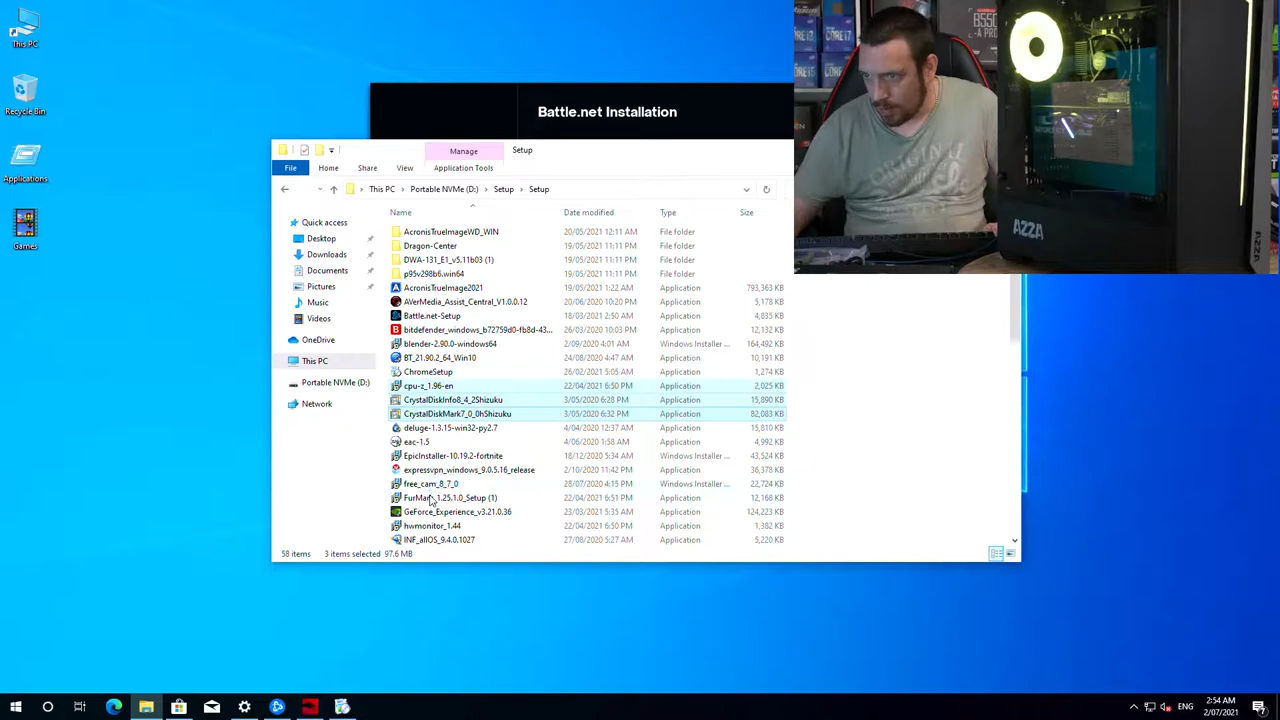 This PC
Recycle Bin
Applications
Games
Battle.net Installation
Manage
Setup
File
Home
Share
View
Application Tools
This PC > Portable NVMe (D:) > Setup > Setup
Name Date modified Type Size
Quick access
Desktop
Downloads
Documents
Pictures
Music
Videos
OneDrive
This PC
Portable NVMe (D:)
Network
AcronisTrueImageWD_WIN 20/05/2021 12:11 AM File folder
Dragon-Center 19/05/2021 11:11 PM File folder
DWA-131_E1_v5.11b03 (1) 19/05/2021 11:11 PM File folder
p95v298b6.win64 19/05/2021 11:11 PM File folder
AcronisTrueImage2021 19/05/2021 1:22 AM Application 793,363 KB
AVerMedia_Assist_Central_V1.0.0.12 20/06/2020 10:20 PM Application 5,178 KB
Battle.net-Setup 18/03/2021 2:50 AM Application 4,835 KB
bitdefender_windows_b72759d0-fb8d-43... 26/03/2020 10:03 PM Application 12,132 KB
blender-2.90.0-windows64 2/09/2020 4:01 AM Windows Installer ... 164,492 KB
BT_21.90.2_64_Win10 24/08/2020 4:47 AM Application 10,191 KB
ChromeSetup 26/02/2021 5:05 AM Application 1,274 KB
cpu-z_1.96-en 22/04/2021 6:50 PM Application 2,025 KB
CrystalDiskInfo8_4_2Shizuku 3/05/2020 6:28 PM Application 15,890 KB
CrystalDiskMark7_0_0hShizuku 3/05/2020 6:32 PM Application 82,083 KB
deluge-1.3.15-win32-py2.7 4/04/2020 12:37 AM Application 15,810 KB
eac-1.5 4/06/2020 1:58 AM Application 4,992 KB
EpicInstaller-10.19.2-fortnite 18/12/2020 5:34 AM Windows Installer ... 43,524 KB
expressvpn_windows_9.0.5.16_release 2/10/2020 11:42 PM Application 36,378 KB
free_cam_8_7_0 28/07/2020 4:15 PM Windows Installer ... 22,724 KB
FurMark_1.25.1.0_Setup (1) 22/04/2021 6:51 PM Application 12,168 KB
GeForce_Experience_v3.21.0.36 23/03/2021 5:35 AM Application 124,223 KB
hwmonitor_1.44 22/04/2021 6:50 PM Application 1,382 KB
INF_allOS_9.4.0.1027 27/08/2020 5:27 AM Application 5,220 KB
58 items 3 items selected 97.6 MB
AZZA
ENG
2:54 AM
2/07/2021